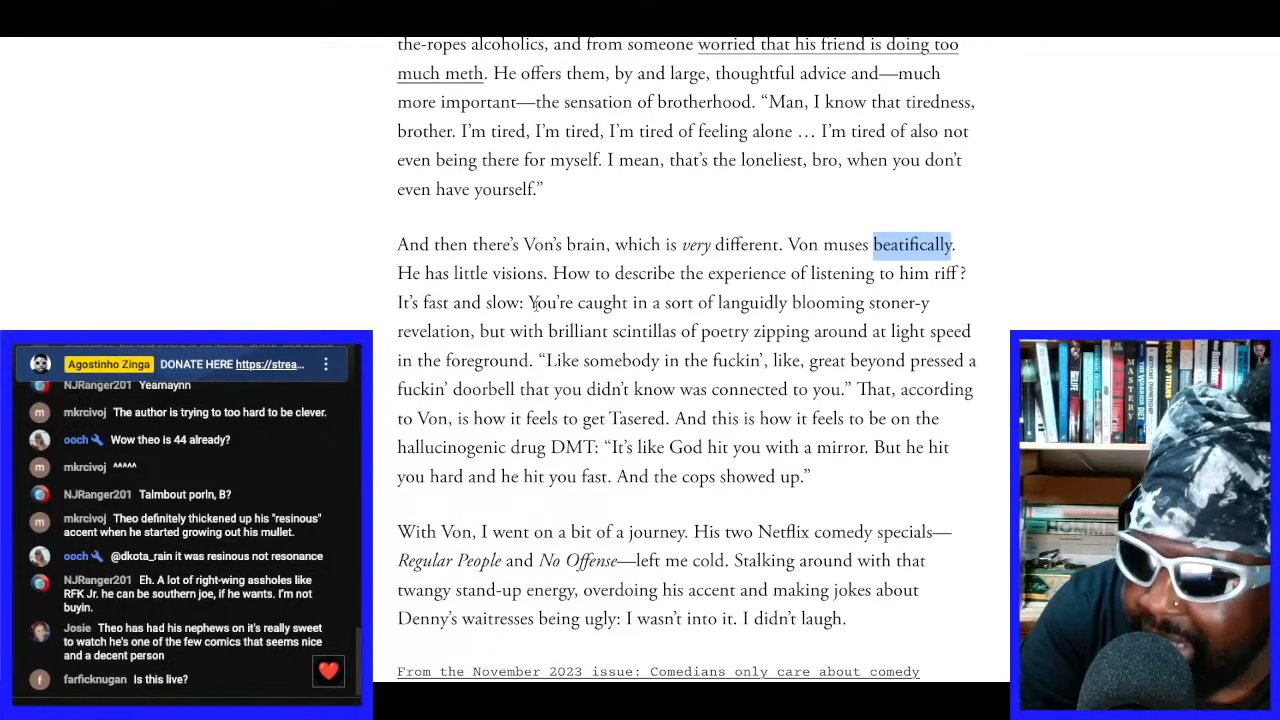 the-ropes alcoholics, and from someone worried that his friend is doing too
much meth. He offers them, by and large, thoughtful advice and—much
more important—the sensation of brotherhood. “Man, I know that tiredness,
brother. I’m tired, I’m tired, I’m tired of feeling alone … I’m tired of also not
even being there for myself. I mean, that’s the loneliest, bro, when you don’t
even have yourself.”
And then there’s Von’s brain, which is very different. Von muses beatifically.
He has little visions. How to describe the experience of listening to him riff?
It’s fast and slow: You’re caught in a sort of languidly blooming stoner-y
revelation, but with brilliant scintillas of poetry zipping around at light speed
in the foreground. “Like somebody in the fuckin’, like, great beyond pressed a
fuckin’ doorbell that you didn’t know was connected to you.” That, according
to Von, is how it feels to get Tasered. And this is how it feels to be on the
hallucinogenic drug DMT: “It’s like God hit you with a mirror. But he hit
you hard and he hit you fast. And the cops showed up.”
With Von, I went on a bit of a journey. His two Netflix comedy specials—
Regular People and No Offense—left me cold. Stalking around with that
twangy stand-up energy, overdoing his accent and making jokes about
Denny’s waitresses being ugly: I wasn’t into it. I didn’t laugh.
From the November 2023 issue: Comedians only care about comedy
Agostinho Zinga DONATE HERE https://strea...
NJRanger201 Yeamaynn
mkrcivoj The author is trying to too hard to be clever.
ooch Wow theo is 44 already?
mkrcivoj ^^^^^
NJRanger201 Talmbout porln, B?
mkrcivoj Theo definitely thickened up his "resinous"
accent when he started growing out his mullet.
ooch @dkota_rain it was resinous not resonance
NJRanger201 Eh. A lot of right-wing assholes like
RFK Jr. he can be southern joe, if he wants. I’m not
buyin.
Josie Theo has had his nephews on it's really sweet
to watch he's one of the few comics that seems nice
and a decent person
farficknugan Is this live?
MASTERY
THE WARRIOR DIET
TOOLS OF TITANS